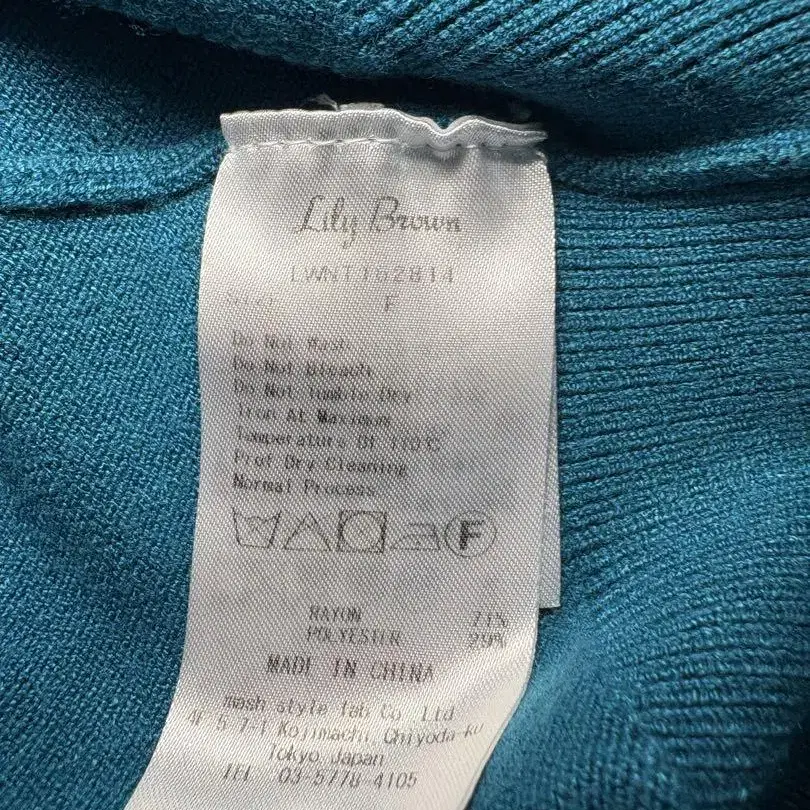 Lily Brown
LWNT162814
SIZE F
Do Not Wash
Do Not Bleach
Do Not Tumble Dry
Iron At Maximum
Temperature Of 110℃
Prof Dry Cleaning
Normal Process
F
RAYON 71%
POLYESTER 29%
MADE IN CHINA
mash style lab Co. Ltd
4F 5-7-1 Kojimachi, Chiyoda-ku
Tokyo Japan
TEL 03-5778-4105